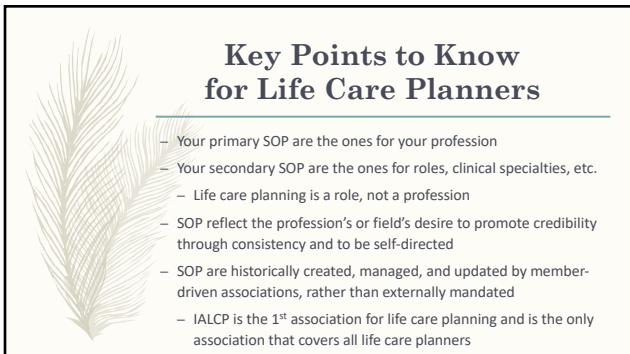 Key Points to Know
for Life Care Planners
– Your primary SOP are the ones for your profession
– Your secondary SOP are the ones for roles, clinical specialties, etc.
– Life care planning is a role, not a profession
– SOP reflect the profession's or field's desire to promote credibility
through consistency and to be self-directed
– SOP are historically created, managed, and updated by member-
driven associations, rather than externally mandated
– IALCP is the 1st association for life care planning and is the only
association that covers all life care planners